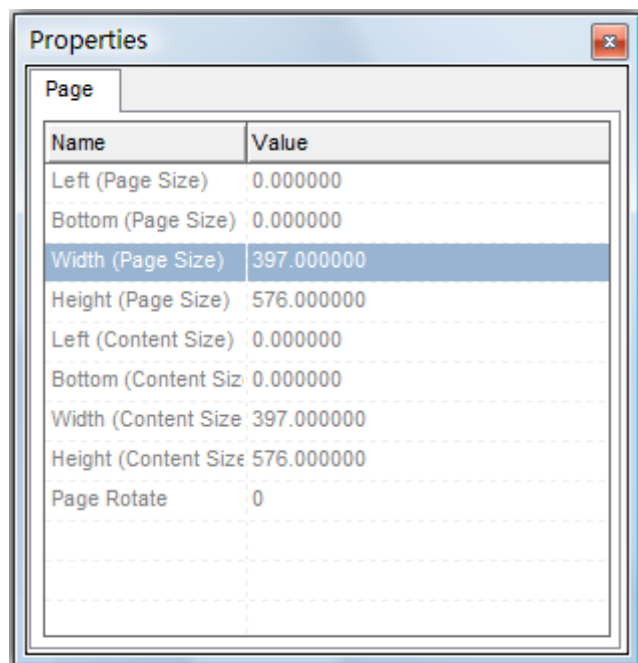 Properties
Page
Name Value
Left (Page Size) 0.000000
Bottom (Page Size) 0.000000
Width (Page Size) 397.000000
Height (Page Size) 576.000000
Left (Content Size) 0.000000
Bottom (Content Siz 0.000000
Width (Content Size 397.000000
Height (Content Size 576.000000
Page Rotate 0